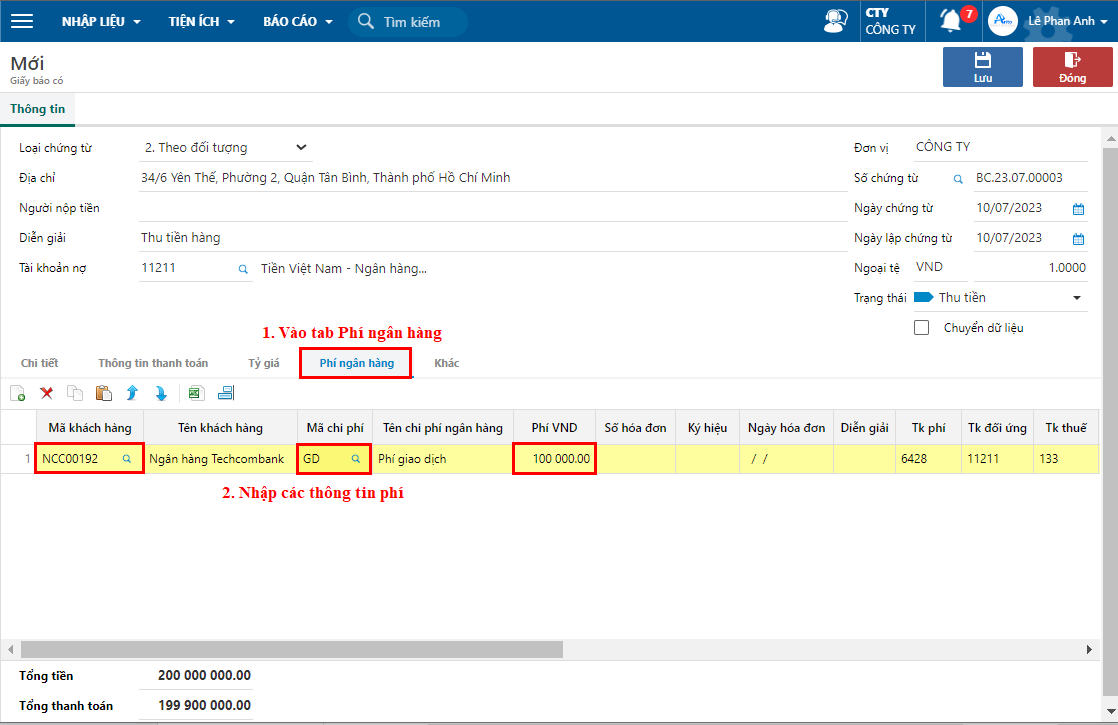 NHẬP LIỆU TIỆN ÍCH BÁO CÁO Tìm kiếm CTY CÔNG TY 7 Lê Phan Anh
Mới
Giấy báo có
Lưu Đóng
Thông tin
Loại chứng từ 2. Theo đối tượng Đơn vị CÔNG TY
Địa chỉ 34/6 Yên Thế, Phường 2, Quận Tân Bình, Thành phố Hồ Chí Minh Số chứng từ BC.23.07.00003
Người nộp tiền Ngày chứng từ 10/07/2023
Diễn giải Thu tiền hàng Ngày lập chứng từ 10/07/2023
Tài khoản nợ 11211 Tiền Việt Nam - Ngân hàng... Ngoại tệ VND 1.0000
Trạng thái Thu tiền
Chuyển dữ liệu
1. Vào tab Phí ngân hàng
Chi tiết Thông tin thanh toán Tỷ giá Phí ngân hàng Khác
Mã khách hàng Tên khách hàng Mã chi phí Tên chi phí ngân hàng Phí VND Số hóa đơn Ký hiệu Ngày hóa đơn Diễn giải Tk phí Tk đối ứng Tk thuế
1 NCC00192 Ngân hàng Techcombank GD Phí giao dịch 100 000.00 / / 6428 11211 133
2. Nhập các thông tin phí
Tổng tiền 200 000 000.00
Tổng thanh toán 199 900 000.00